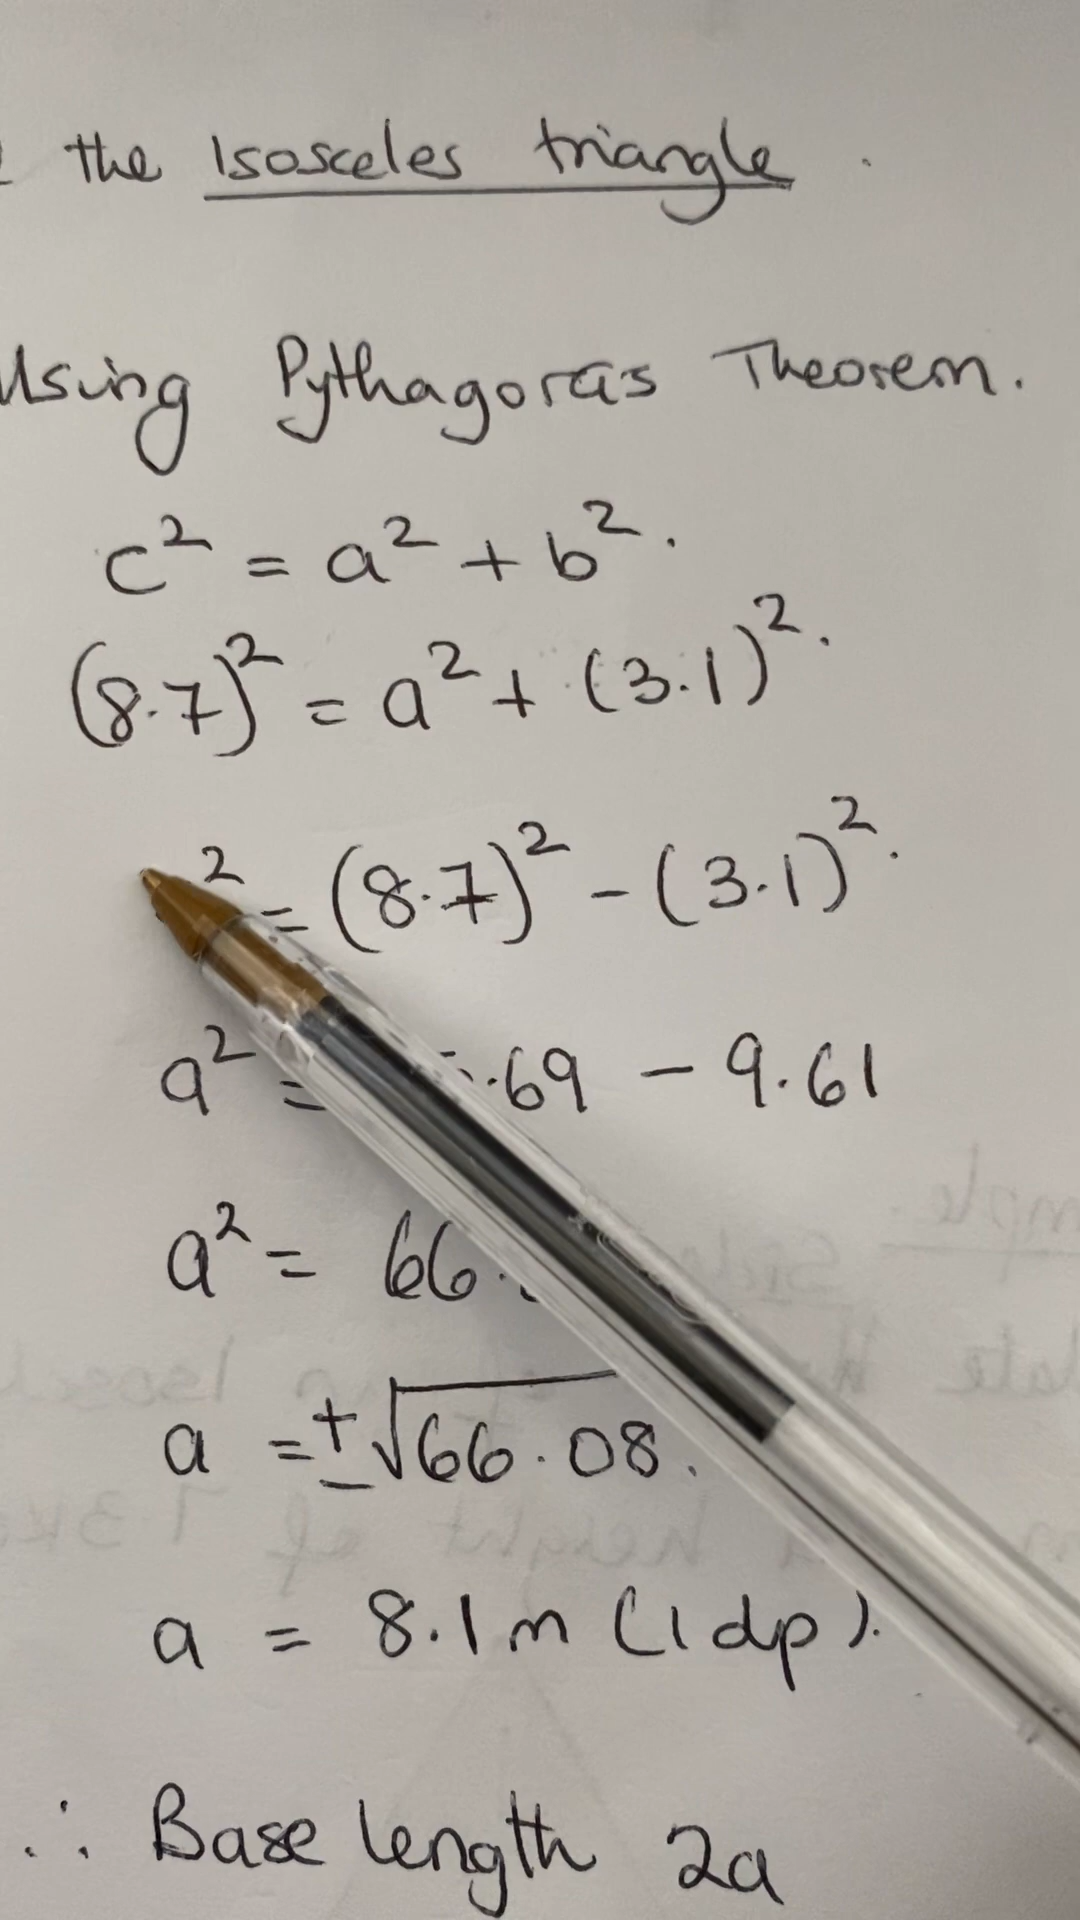 the Isosceles triangle
Using Pythagoras Theorem.
c² = a² + b².
(8.7)² = a² + (3.1)².
² = (8.7)² - (3.1)².
a² = .69 - 9.61
a² = 66.
a = ±√66.08.
a = 8.1m (1dp).
∴ Base length 2a